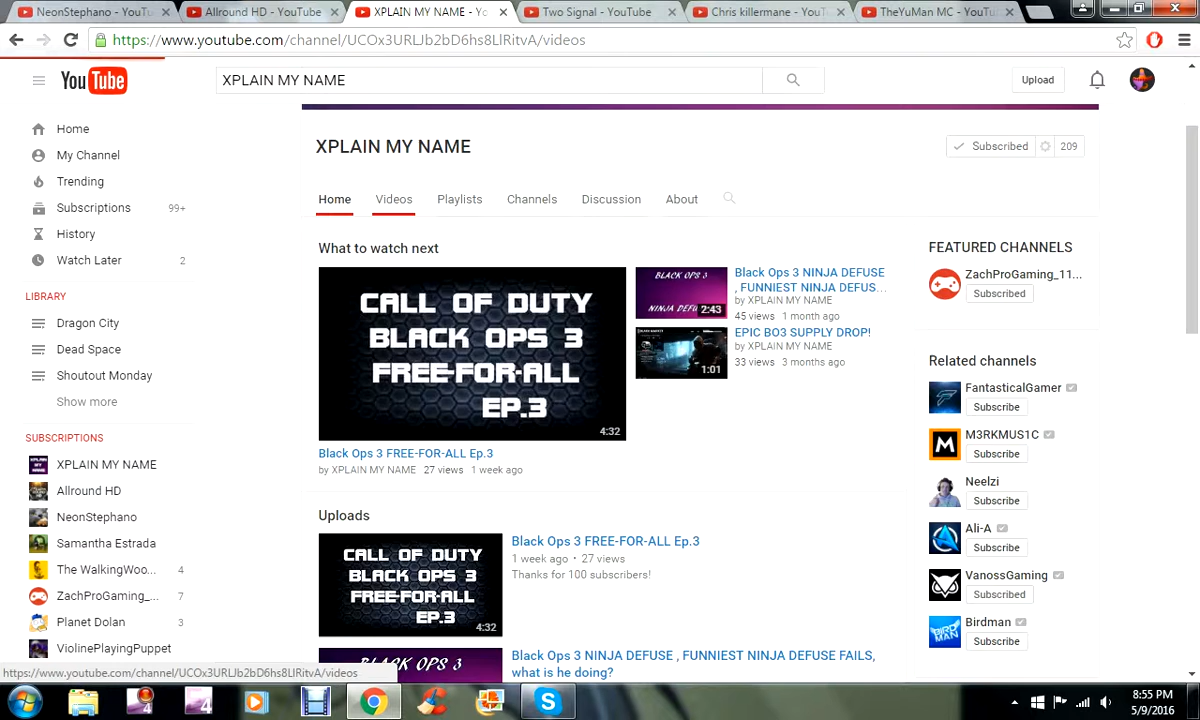 NeonStephano - YouTu
Allround HD - YouTube
XPLAIN MY NAME - Yo
Two Signal - YouTube
Chris killermane - YouT
TheYuMan MC - YouTu
https://www.youtube.com/channel/UCOx3URLJb2bD6hs8LlRitvA/videos
YouTube
XPLAIN MY NAME
Upload
Home
My Channel
Trending
Subscriptions 99+
History
Watch Later 2
LIBRARY
Dragon City
Dead Space
Shoutout Monday
Show more
SUBSCRIPTIONS
XPLAIN MY NAME
Allround HD
NeonStephano
Samantha Estrada
The WalkingWoo... 4
ZachProGaming_... 7
Planet Dolan 3
ViolinePlayingPuppet
https://www.youtube.com/channel/UCOx3URLJb2bD6hs8LlRitvA/videos
XPLAIN MY NAME
Subscribed 209
Home Videos Playlists Channels Discussion About
What to watch next
CALL OF DUTY
BLACK OPS 3
FREE-FOR-ALL
EP.3
4:32
Black Ops 3 FREE-FOR-ALL Ep.3
by XPLAIN MY NAME 27 views 1 week ago
BLACK OPS 3
NINJA DEFU
2:43
Black Ops 3 NINJA DEFUSE
, FUNNIEST NINJA DEFUS...
by XPLAIN MY NAME
45 views 1 month ago
1:01
EPIC BO3 SUPPLY DROP!
by XPLAIN MY NAME
33 views 3 months ago
Uploads
CALL OF DUTY
BLACK OPS 3
FREE-FOR-ALL
EP.3
4:32
Black Ops 3 FREE-FOR-ALL Ep.3
1 week ago · 27 views
Thanks for 100 subscribers!
BLACK OPS 3
Black Ops 3 NINJA DEFUSE , FUNNIEST NINJA DEFUSE FAILS,
what is he doing?
FEATURED CHANNELS
ZachProGaming_11...
Subscribed
Related channels
FantasticalGamer
Subscribe
M3RKMUS1C
Subscribe
Neelzi
Subscribe
Ali-A
Subscribe
VanossGaming
Subscribed
Birdman
Subscribe
8:55 PM
5/9/2016